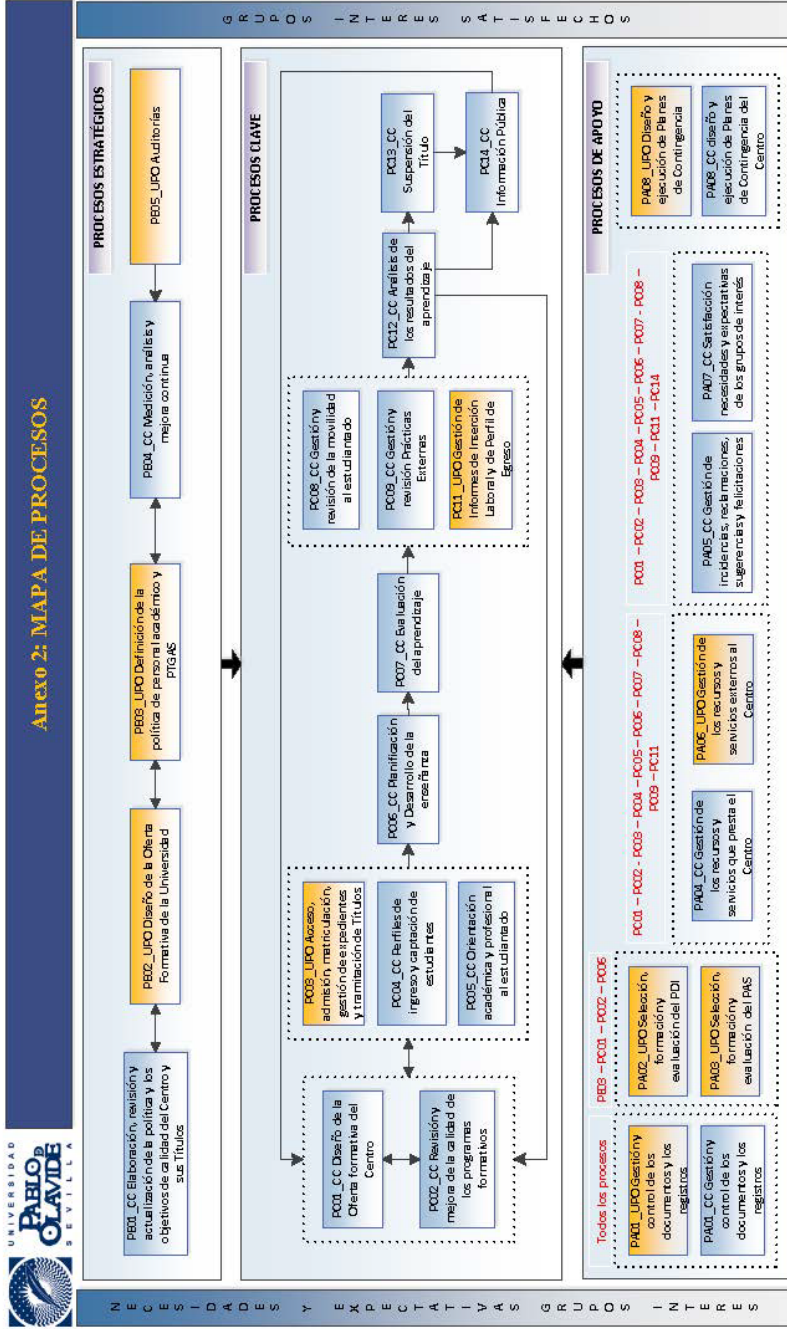 UNIVERSIDAD
PABLO DE
OLAVIDE
SEVILLA
Anexo 2: MAPA DE PROCESOS
NECESIDADES Y EXPECTATIVAS GRUPOS INTERES
PROCESOS ESTRATÉGICOS
PE01_CC Elaboración, revisión y
actualización de la política y los
objetivos de calidad del Centro y
sus Títulos
PE02_UPO Diseño de la Oferta
Formativa de la Universidad
PE03_UPO Definición de la
política de personal académico y
PTGAS
PE04_CC Medición, análisis y
mejora continua
PE05_UPO Auditorías
PROCESOS CLAVE
PC01_CC Diseño de la
Oferta formativa del
Centro
PC02_CC Revisión y
mejora de la calidad de
los programas
formativos
PC03_UPO Acceso,
admisión, matriculación,
gestión de expedientes
y tramitación de Títulos
PC04_CC Perfiles de
ingreso y captación de
estudiantes
PC05_CC Orientación
académica y profesional
al estudiantado
PC06_CC Planificación
y Desarrollo de la
enseñanza
PC07_CC Evaluación
del aprendizaje
PC08_CC Gestión y
revisión de la movilidad
al estudiantado
PC09_CC Gestión y
revisión Prácticas
Externas
PC11_UPO Gestión de
Informes de Inserción
Laboral y de Perfil de
Egreso
PC12_CC Análisis de
los resultados del
aprendizaje
PC13_CC
Suspensión del
Título
PC14_CC
Información Pública
PROCESOS DE APOYO
Todos los procesos
PA01_UPO Gestión y
control de los
documentos y los
registros
PA01_CC Gestión y
control de los
documentos y los
registros
PE03 – PC01 – PC02 – PC06
PA02_UPO Selección,
formación y
evaluación del PDI
PA03_UPO Selección,
formación y
evaluación del PAS
PC01 – PC02 – PC03 – PC04 – PC05 – PC06 – PC07 – PC08 –
PC09 – PC11
PA04_CC Gestión de
los recursos y
servicios que presta el
Centro
PA06_UPO Gestión de
los recursos y
servicios externos al
Centro
PC01 – PC02 – PC03 – PC04 – PC05 – PC06 – PC07 – PC08 –
PC09 – PC11 – PC14
PA05_CC Gestión de
incidencias, reclamaciones,
sugerencias y felicitaciones
PA07_CC Satisfacción
necesidades y expectativas
de los grupos de interés
PA08_UPO Diseño y
ejecución de Planes
de Contingencia
PA08_CC diseño y
ejecución de Planes
de Contingencia del
Centro
GRUPOS INTERES SATISFECHOS